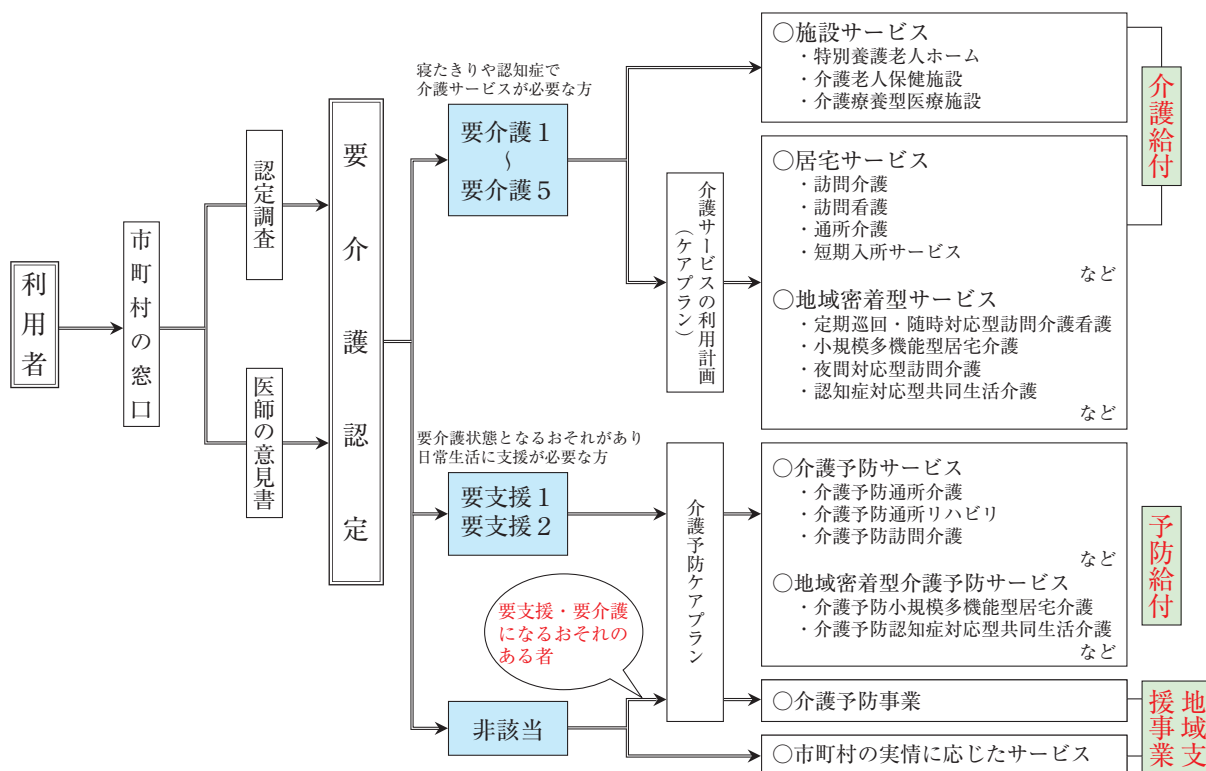 利用者
市町村の窓口
認定調査
医師の意見書
要介護認定
寝たきりや認知症で
介護サービスが必要な方
要介護１
〜
要介護５
介護サービスの利用計画
（ケアプラン）
○施設サービス
・特別養護老人ホーム
・介護老人保健施設
・介護療養型医療施設
○居宅サービス
・訪問介護
・訪問看護
・通所介護
・短期入所サービス
など
○地域密着型サービス
・定期巡回・随時対応型訪問介護看護
・小規模多機能型居宅介護
・夜間対応型訪問介護
・認知症対応型共同生活介護
など
介護給付
要介護状態となるおそれがあり
日常生活に支援が必要な方
要支援１
要支援２
介護予防ケアプラン
○介護予防サービス
・介護予防通所介護
・介護予防通所リハビリ
・介護予防訪問介護
など
○地域密着型介護予防サービス
・介護予防小規模多機能型居宅介護
・介護予防認知症対応型共同生活介護
など
予防給付
要支援・要介護
になるおそれの
ある者
非該当
○介護予防事業
○市町村の実情に応じたサービス
地域支
援事業